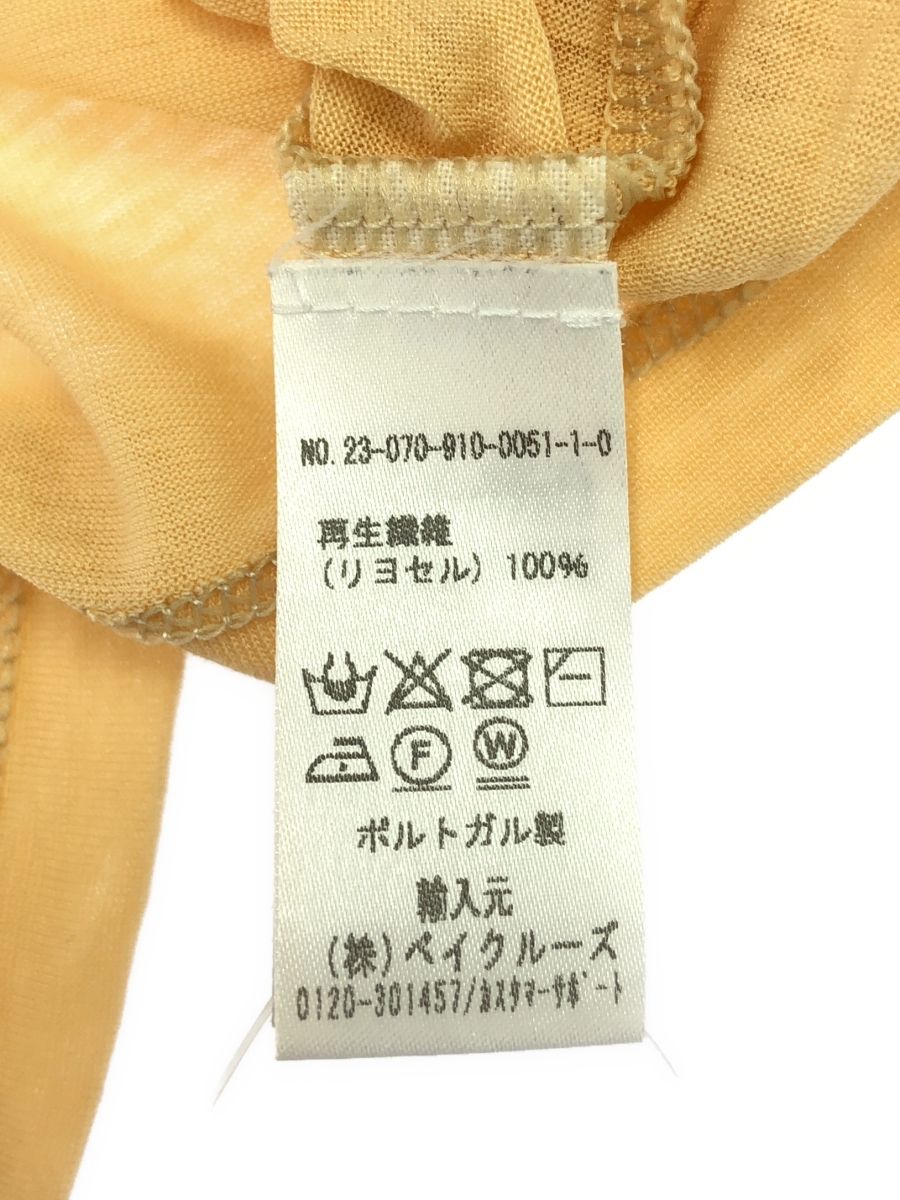 NO. 23-070-910-0051-1-0
再生繊維
(リヨセル) 100%
F W
ポルトガル製
輸入元
(株)ベイクルーズ
0120-301457/ｶｽﾀﾏｰｻﾎﾟｰﾄ